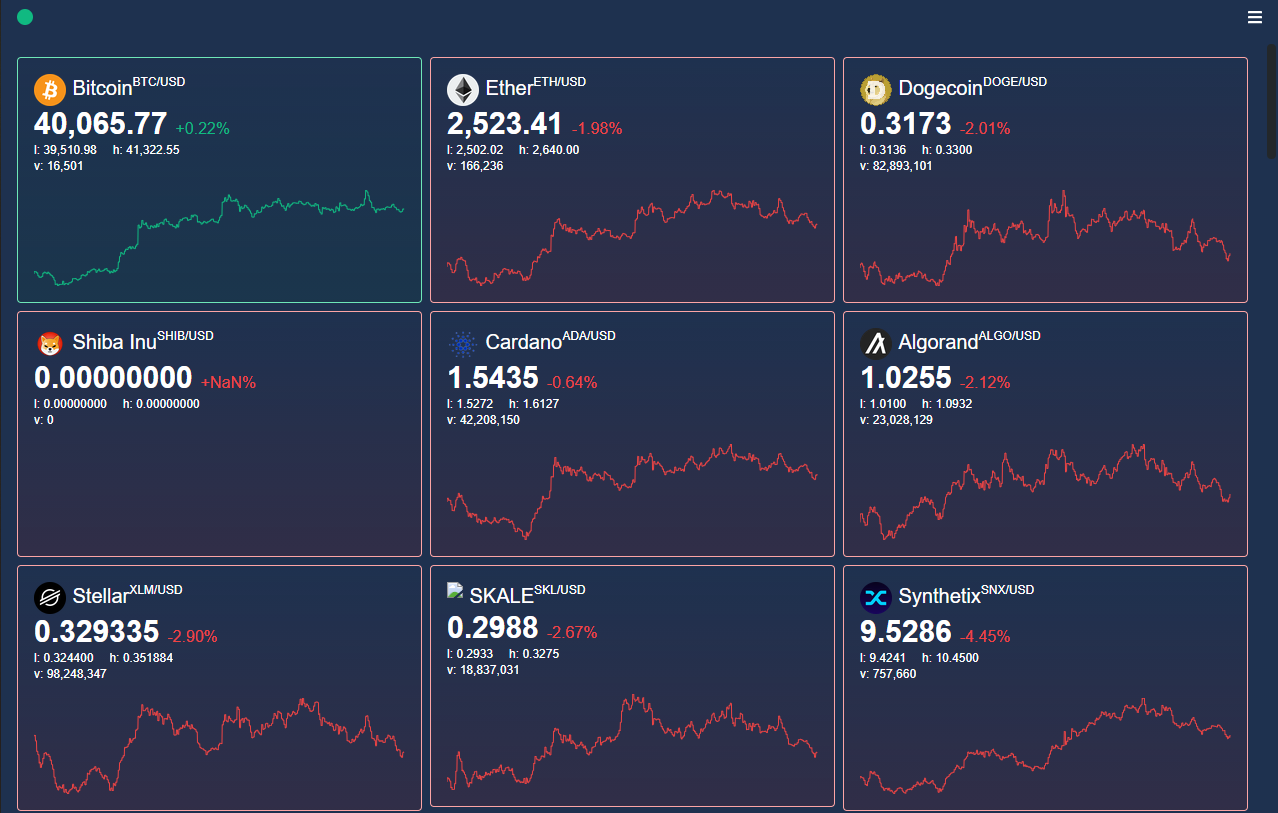 Bitcoin BTC/USD
40,065.77 +0.22%
l: 39,510.98 h: 41,322.55
v: 16,501
Ether ETH/USD
2,523.41 -1.98%
l: 2,502.02 h: 2,640.00
v: 166,236
Dogecoin DOGE/USD
0.3173 -2.01%
l: 0.3136 h: 0.3300
v: 82,893,101
Shiba Inu SHIB/USD
0.00000000 +NaN%
l: 0.00000000 h: 0.00000000
v: 0
Cardano ADA/USD
1.5435 -0.64%
l: 1.5272 h: 1.6127
v: 42,208,150
Algorand ALGO/USD
1.0255 -2.12%
l: 1.0100 h: 1.0932
v: 23,028,129
Stellar XLM/USD
0.329335 -2.90%
l: 0.324400 h: 0.351884
v: 98,248,347
SKALE SKL/USD
0.2988 -2.67%
l: 0.2933 h: 0.3275
v: 18,837,031
Synthetix SNX/USD
9.5286 -4.45%
l: 9.4241 h: 10.4500
v: 757,660